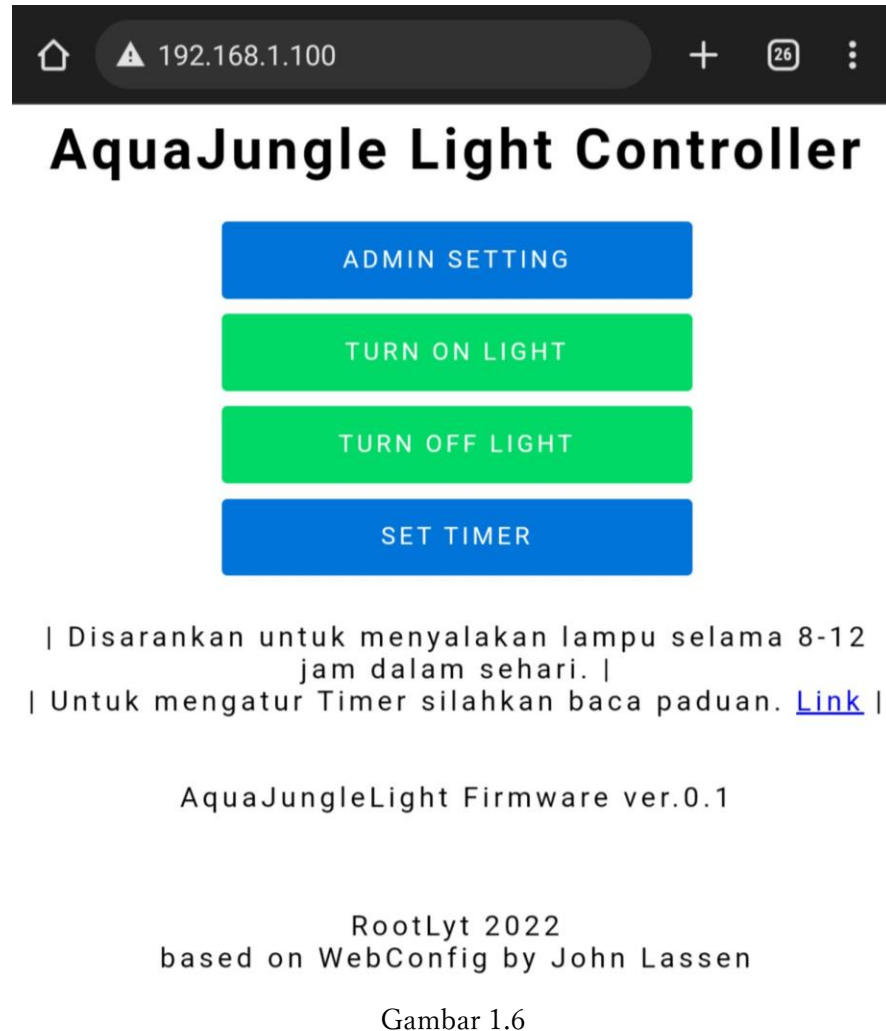 192.168.1.100
26
AquaJungle Light Controller
ADMIN SETTING
TURN ON LIGHT
TURN OFF LIGHT
SET TIMER
| Disarankan untuk menyalakan lampu selama 8-12
jam dalam sehari. |
| Untuk mengatur Timer silahkan baca paduan. Link |
AquaJungleLight Firmware ver.0.1
RootLyt 2022
based on WebConfig by John Lassen
Gambar 1.6